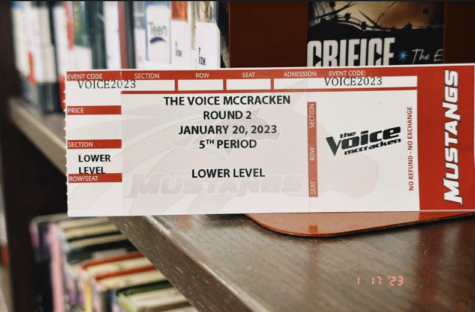 Teen
CRIFICE
The E
EVENT CODE:
SECTION
ROW
SEAT
ADMISSION
EVENT CODE:
VOICE2023
VOICE2023
PRICE
SECTION
LOWER
LEVEL
ROW/SEAT
THE VOICE MCCRACKEN
ROUND 2
JANUARY 20, 2023
5TH PERIOD
LOWER LEVEL
MUSTANGS
SECTION
ROW
SEAT
the
Voice
mccracken
NO REFUND - NO EXCHANGE
MUSTANGS
1 17 '23